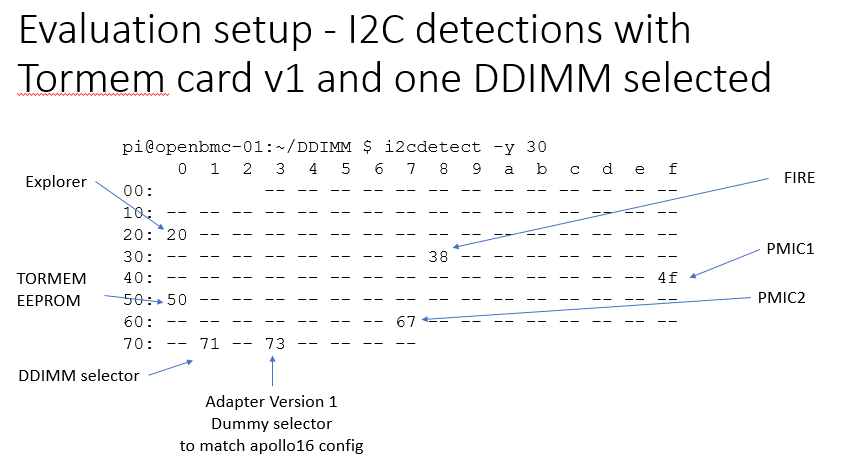 Evaluation setup - I2C detections with
Tormem card v1 and one DDIMM selected
pi@openbmc-01:~/DDIMM $ i2cdetect -y 30
0 1 2 3 4 5 6 7 8 9 a b c d e f
00: -- -- -- -- -- -- -- -- -- -- -- -- --
10: -- -- -- -- -- -- -- -- -- -- -- -- -- -- -- --
20: 20 -- -- -- -- -- -- -- -- -- -- -- -- -- -- --
30: -- -- -- -- -- -- -- -- 38 -- -- -- -- -- -- --
40: -- -- -- -- -- -- -- -- -- -- -- -- -- -- -- 4f
50: 50 -- -- -- -- -- -- -- -- -- -- -- -- -- -- --
60: -- -- -- -- -- -- -- 67 -- -- -- -- -- -- -- --
70: -- 71 -- 73 -- -- -- --
Explorer
FIRE
PMIC1
TORMEM
EEPROM
PMIC2
DDIMM selector
Adapter Version 1
Dummy selector
to match apollo16 config